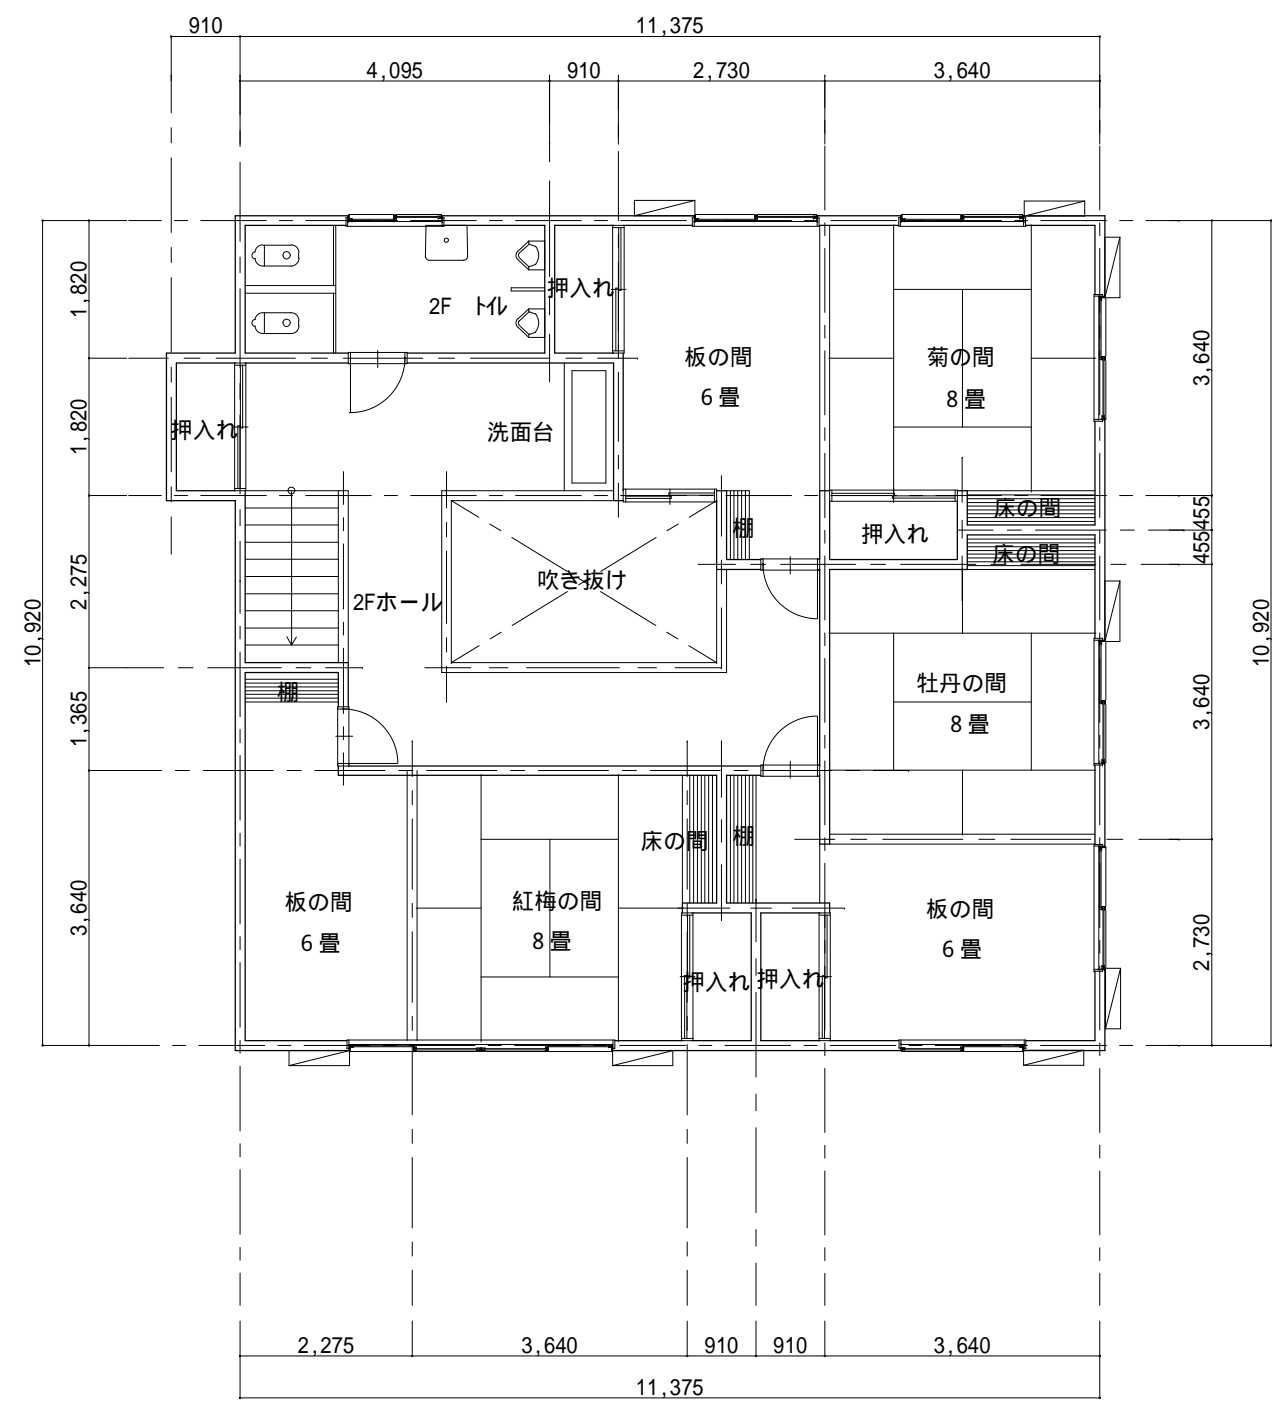 910
11,375
4,095
910
2,730
3,640
1,820
1,820
2,275
1,365
3,640
10,920
2F トイレ
押入れ
板の間
6畳
菊の間
8畳
押入れ
洗面台
棚
押入れ
床の間
床の間
吹き抜け
2Fホール
棚
牡丹の間
8畳
床の間
棚
板の間
6畳
紅梅の間
8畳
板の間
6畳
押入れ
押入れ
3,640
455
455
3,640
2,730
10,920
2,275
3,640
910
910
3,640
11,375